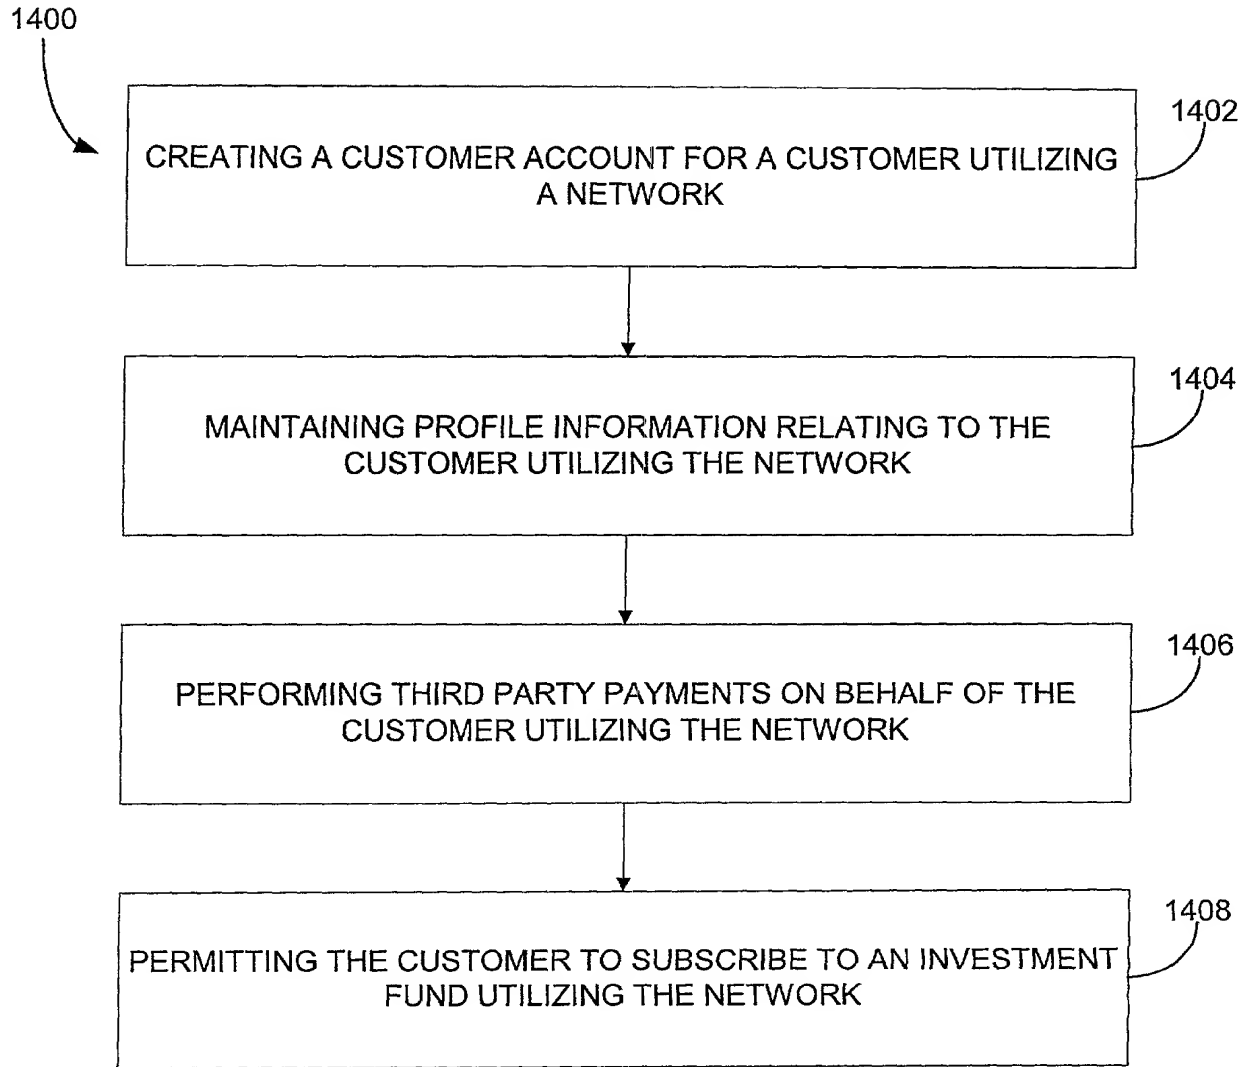 1400
1402
CREATING A CUSTOMER ACCOUNT FOR A CUSTOMER UTILIZING
A NETWORK
1404
MAINTAINING PROFILE INFORMATION RELATING TO THE
CUSTOMER UTILIZING THE NETWORK
1406
PERFORMING THIRD PARTY PAYMENTS ON BEHALF OF THE
CUSTOMER UTILIZING THE NETWORK
1408
PERMITTING THE CUSTOMER TO SUBSCRIBE TO AN INVESTMENT
FUND UTILIZING THE NETWORK